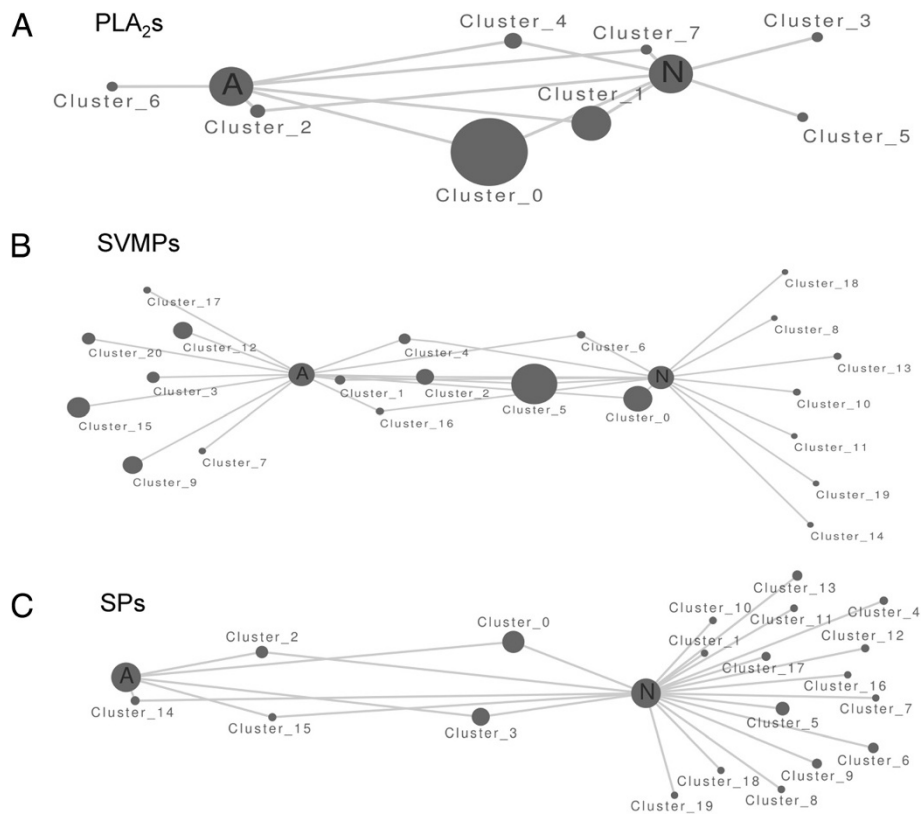 A PLA₂s
Cluster_4
Cluster_7
Cluster_3
A
N
Cluster_6
Cluster_2
Cluster_1
Cluster_5
Cluster_0
B SVMPs
Cluster_17
Cluster_18
Cluster_20
Cluster_12
Cluster_4
Cluster_6
Cluster_8
Cluster_13
A
N
Cluster_3
Cluster_1
Cluster_2
Cluster_5
Cluster_0
Cluster_10
Cluster_15
Cluster_16
Cluster_11
Cluster_9
Cluster_7
Cluster_19
Cluster_14
C SPs
Cluster_13
Cluster_10
Cluster_11
Cluster_4
Cluster_2
Cluster_0
Cluster_1
Cluster_12
Cluster_17
A
N
Cluster_16
Cluster_14
Cluster_7
Cluster_15
Cluster_3
Cluster_5
Cluster_6
Cluster_18
Cluster_9
Cluster_19
Cluster_8